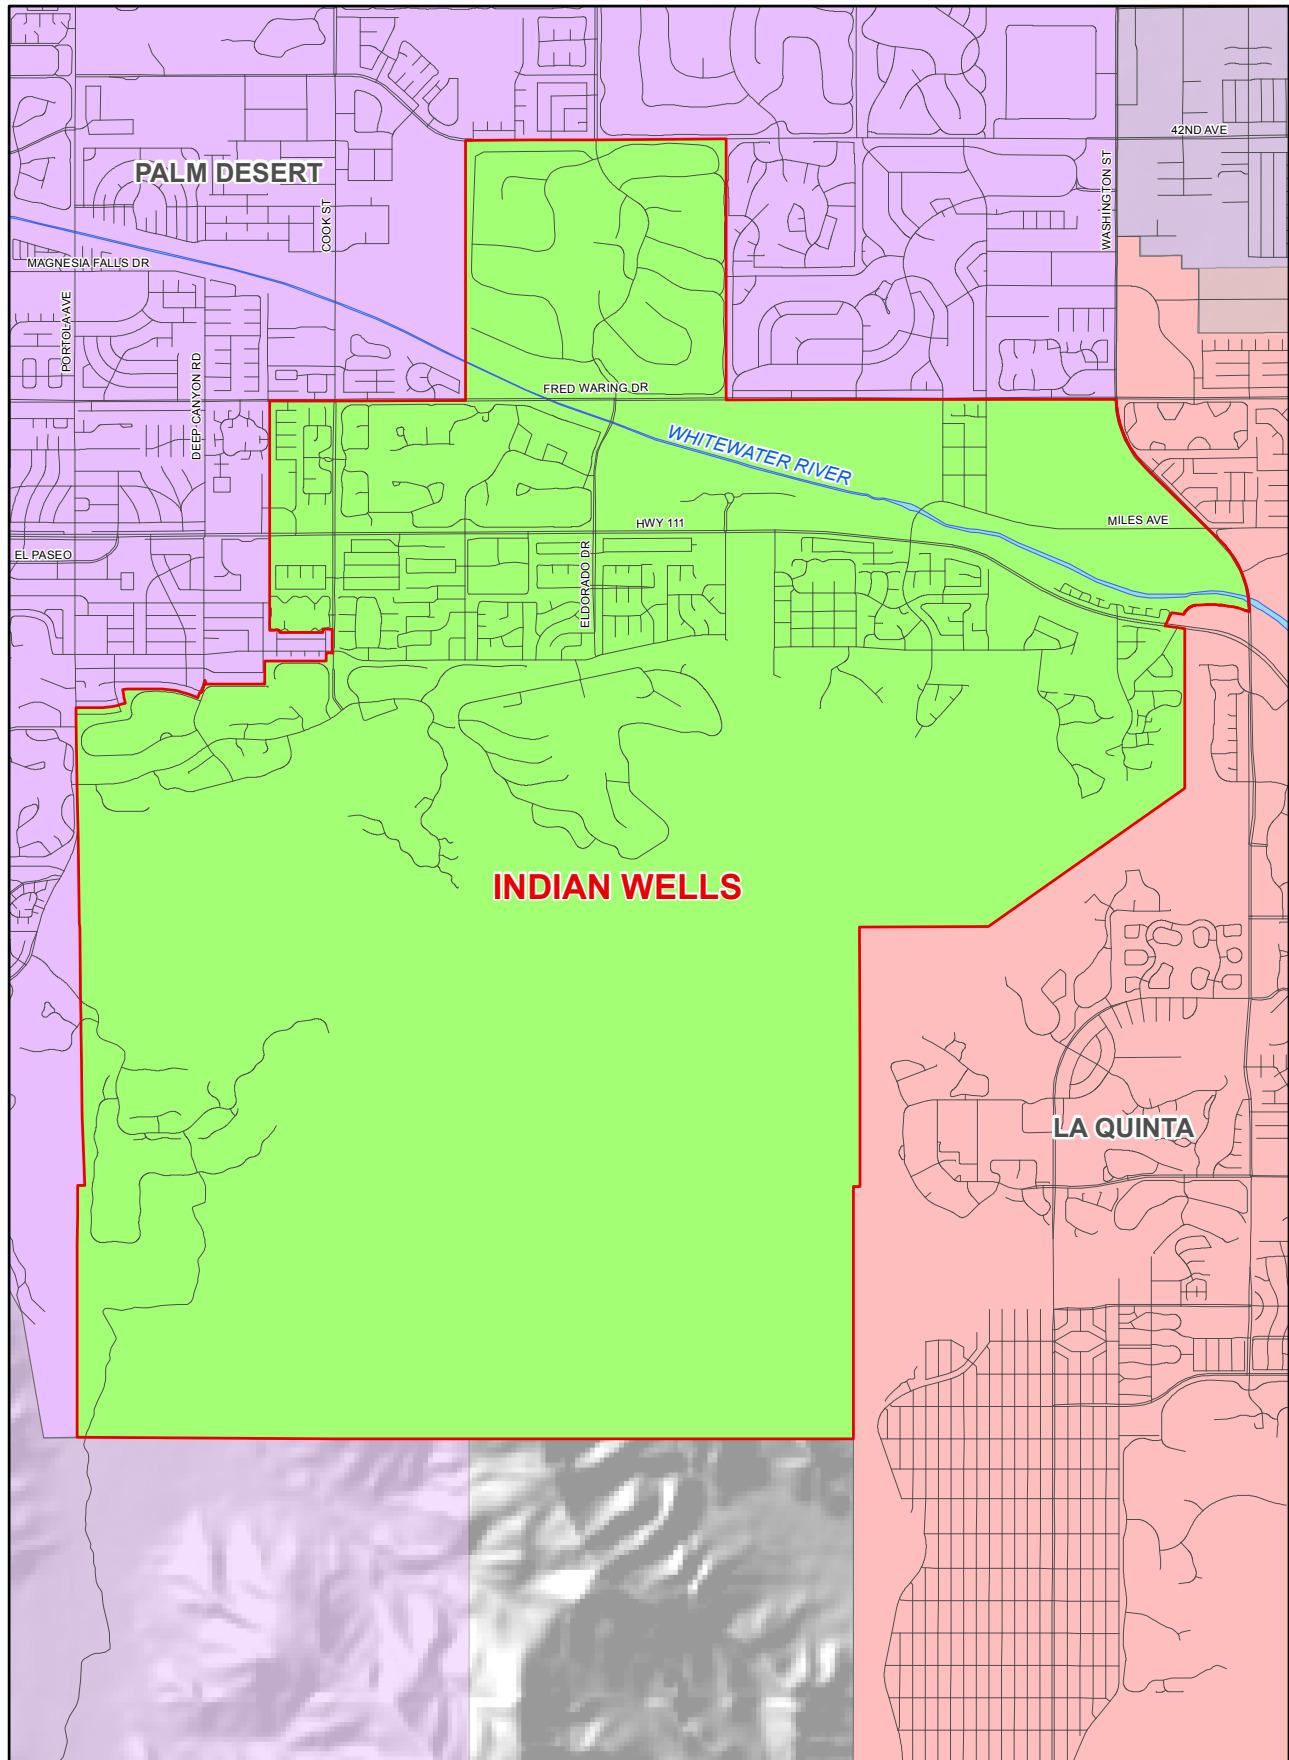 42ND AVE
PALM DESERT
WASHINGTON ST
COOK ST
MAGNESIA FALLS DR
PORTOLA AVE
DEEP CANYON RD
FRED WARING DR
WHITEWATER RIVER
HWY 111
MILES AVE
EL PASEO
ELDORADO DR
INDIAN WELLS
LA QUINTA